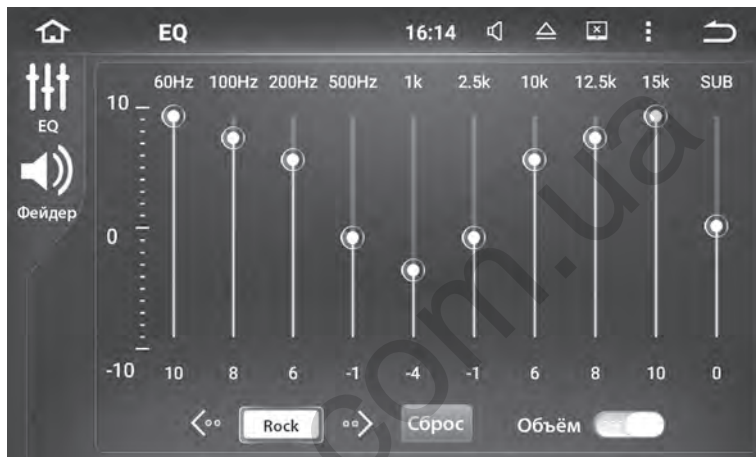 EQ 16:14
EQ
Фейдер
60Hz 100Hz 200Hz 500Hz 1k 2.5k 10k 12.5k 15k SUB
10
0
-10
10 8 6 -1 -4 -1 6 8 10 0
Rock Сброс Объём
com.ua